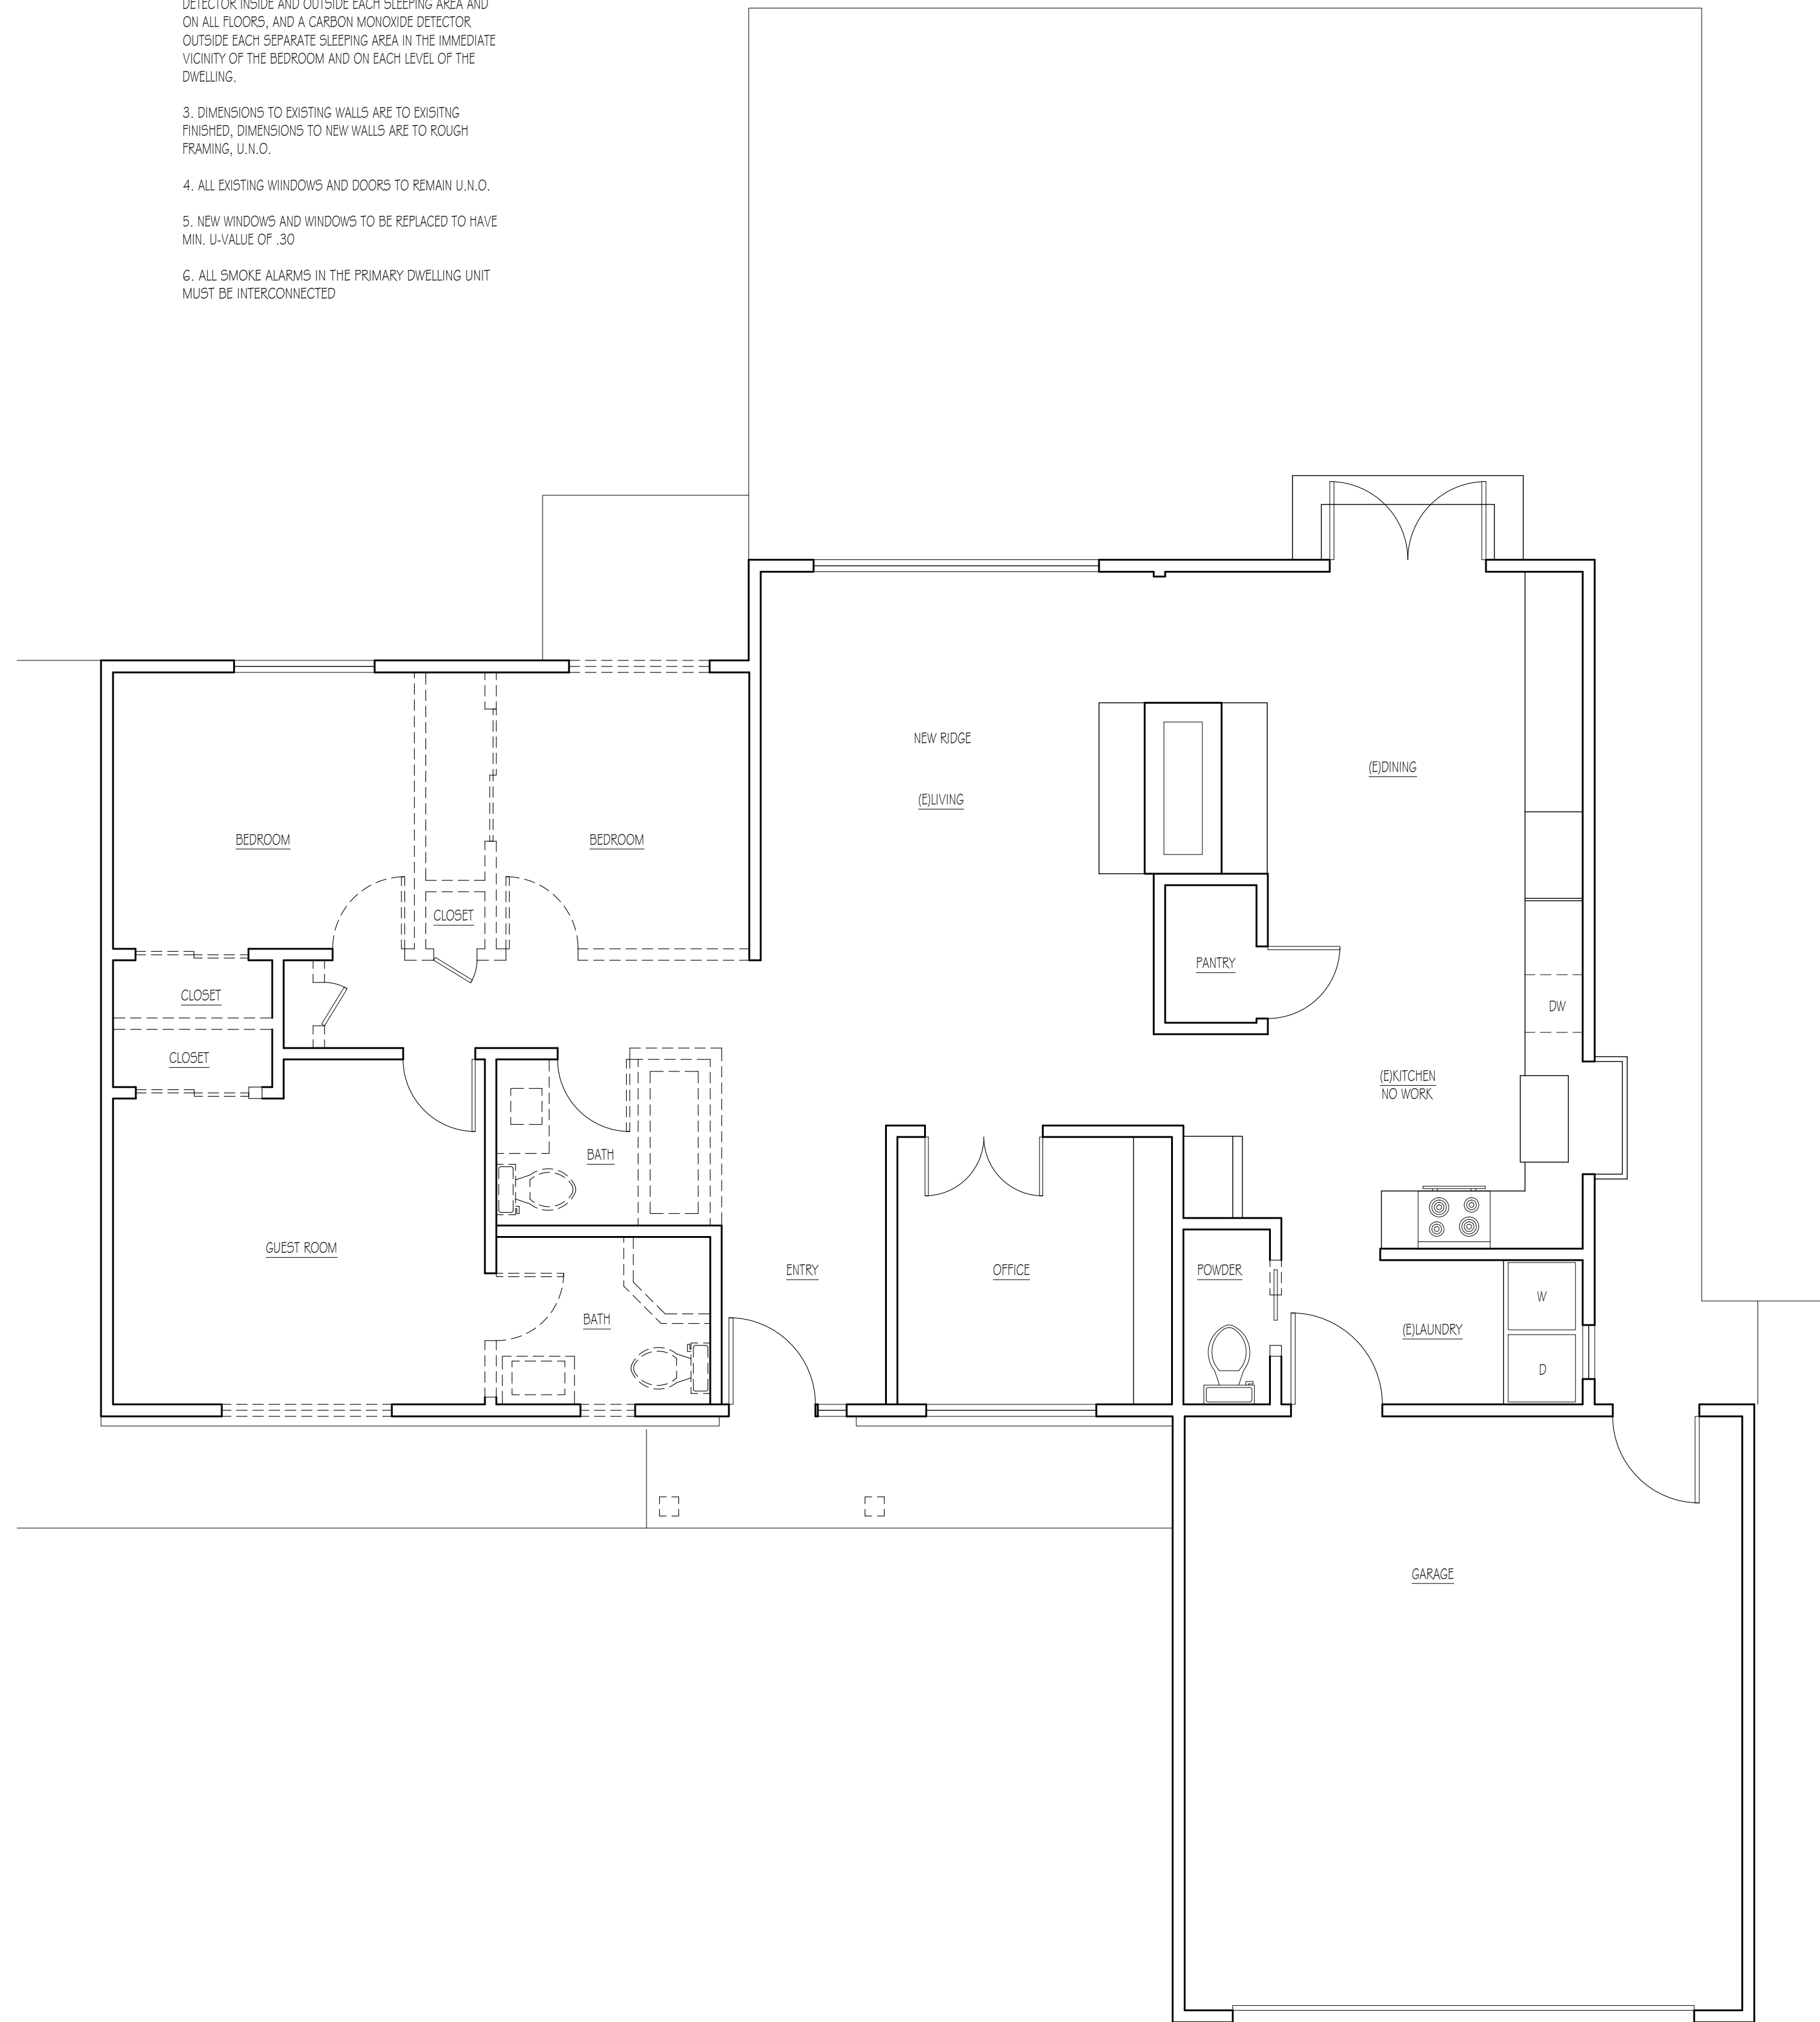 DETECTOR INSIDE AND OUTSIDE EACH SLEEPING AREA AND
ON ALL FLOORS, AND A CARBON MONOXIDE DETECTOR
OUTSIDE EACH SEPARATE SLEEPING AREA IN THE IMMEDIATE
VICINITY OF THE BEDROOM AND ON EACH LEVEL OF THE
DWELLING.
3. DIMENSIONS TO EXISTING WALLS ARE TO EXISITNG
FINISHED, DIMENSIONS TO NEW WALLS ARE TO ROUGH
FRAMING, U.N.O.
4. ALL EXISTING WIINDOWS AND DOORS TO REMAIN U.N.O.
5. NEW WINDOWS AND WINDOWS TO BE REPLACED TO HAVE
MIN. U-VALUE OF .30
6. ALL SMOKE ALARMS IN THE PRIMARY DWELLING UNIT
MUST BE INTERCONNECTED
NEW RIDGE
(E)DINING
(E)LIVING
BEDROOM
BEDROOM
CLOSET
PANTRY
CLOSET
DW
CLOSET
(E)KITCHEN
NO WORK
BATH
GUEST ROOM
ENTRY
OFFICE
POWDER
W
BATH
(E)LAUNDRY
D
GARAGE